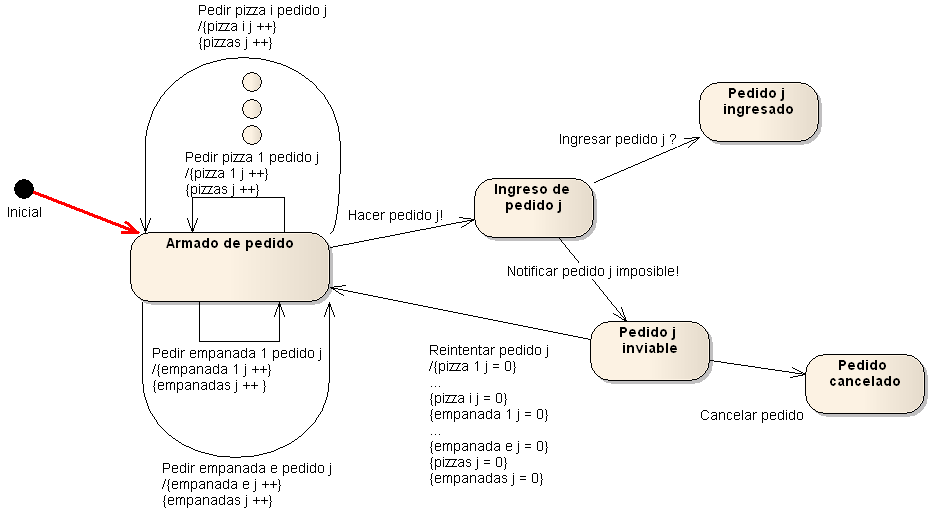 Pedir pizza i pedido j
/{pizza i j ++}
{pizzas j ++}
Pedir pizza 1 pedido j
/{pizza 1 j ++}
{pizzas j ++}
Inicial
Armado de pedido
Hacer pedido j!
Ingreso de
pedido j
Ingresar pedido j ?
Pedido j
ingresado
Notificar pedido j imposible!
Pedido j
inviable
Pedido
cancelado
Cancelar pedido
Reintentar pedido j
/{pizza 1 j = 0}
...
{pizza i j = 0}
{empanada 1 j = 0}
...
{empanada e j = 0}
{pizzas j = 0}
{empanadas j = 0}
Pedir empanada 1 pedido j
/{empanada 1 j ++}
{empanadas j ++ }
Pedir empanada e pedido j
/{empanada e j ++}
{empanadas j ++}